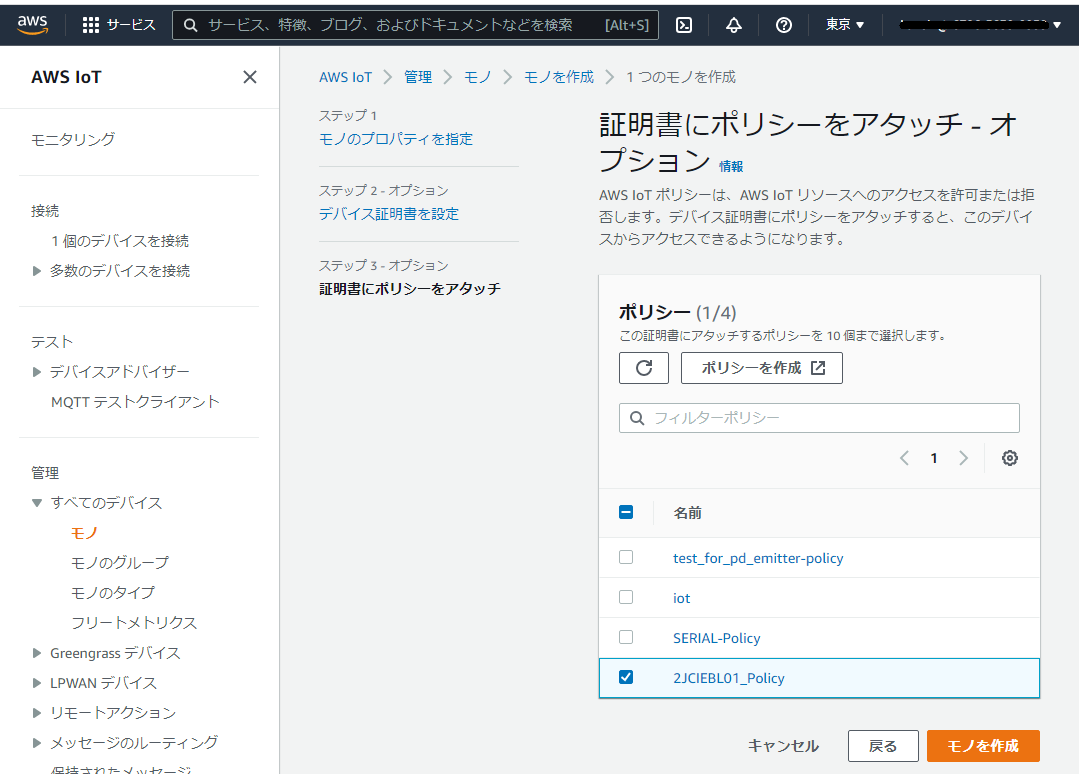 aws
サービス
サービス、特徴、ブログ、およびドキュメントなどを検索 [Alt+S]
東京
AWS IoT
モニタリング
接続
1 個のデバイスを接続
多数のデバイスを接続
テスト
デバイスアドバイザー
MQTT テストクライアント
管理
すべてのデバイス
モノ
モノのグループ
モノのタイプ
フリートメトリクス
Greengrass デバイス
LPWAN デバイス
リモートアクション
メッセージのルーティング
保持されたメッセージ
AWS IoT > 管理 > モノ > モノを作成 > 1 つのモノを作成
ステップ 1
モノのプロパティを指定
ステップ 2 - オプション
デバイス証明書を設定
ステップ 3 - オプション
証明書にポリシーをアタッチ
証明書にポリシーをアタッチ - オ
プション 情報
AWS IoT ポリシーは、AWS IoT リソースへのアクセスを許可または拒
否します。デバイス証明書にポリシーをアタッチすると、このデバイ
スからアクセスできるようになります。
ポリシー (1/4)
この証明書にアタッチするポリシーを 10 個まで選択します。
ポリシーを作成
フィルターポリシー
1
名前
test_for_pd_emitter-policy
iot
SERIAL-Policy
2JCIEBL01_Policy
キャンセル
戻る
モノを作成